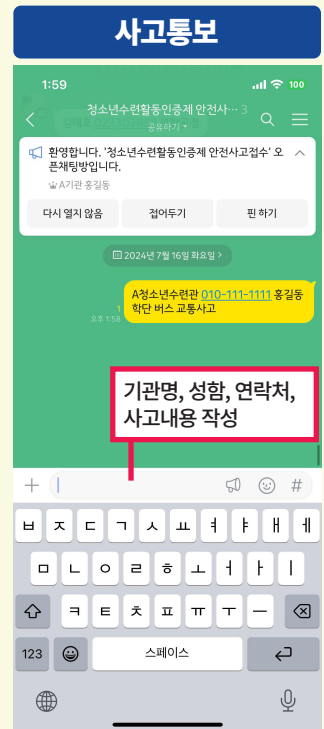 사고통보
1:59
100
청소년수련활동인증제 안전사… 3
공유하기
환영합니다. '청소년수련활동인증제 안전사고접수' 오
픈채팅방입니다.
A기관 홍길동
다시 열지 않음
접어두기
핀 하기
2024년 7월 16일 화요일 >
A청소년수련관 010-111-1111 홍길동
학단 버스 교통사고
1
오후 1:58
기관명, 성함, 연락처,
사고내용 작성
#
ㅂ ㅈ ㄷ ㄱ ㅅ ㅛ ㅕ ㅑ ㅐ ㅔ
ㅁ ㄴ ㅇ ㄹ ㅎ ㅗ ㅓ ㅏ ㅣ
ㅋ ㅌ ㅊ ㅍ ㅠ ㅜ ㅡ
123
스페이스